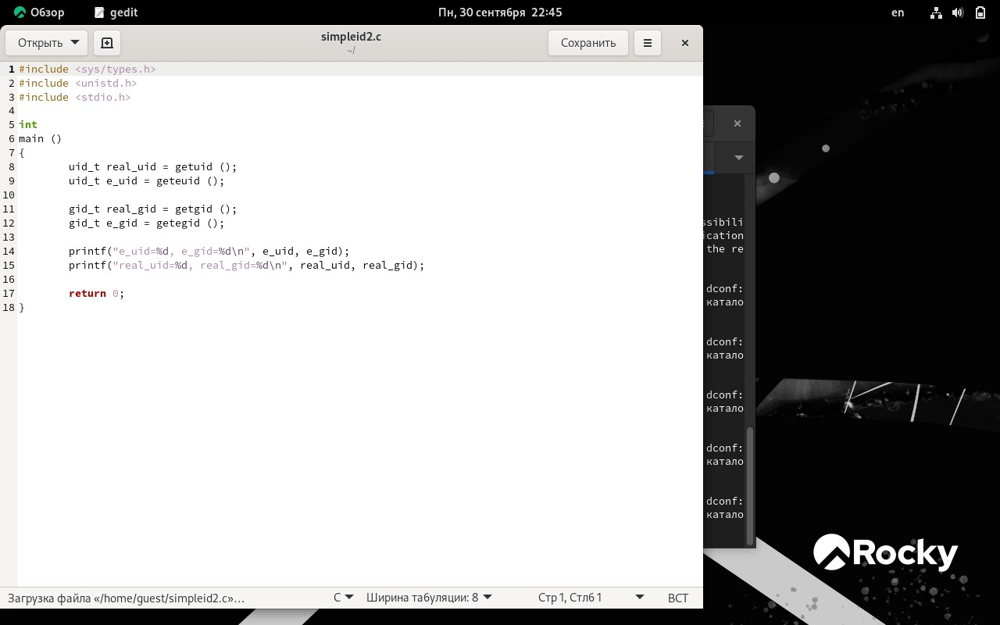 Обзор gedit Пн, 30 сентября 22:45 en
Открыть simpleid2.c Сохранить
~/
1 #include <sys/types.h>
2 #include <unistd.h>
3 #include <stdio.h>
4
5 int
6 main ()
7 {
8 uid_t real_uid = getuid ();
9 uid_t e_uid = geteuid ();
10
11 gid_t real_gid = getgid ();
12 gid_t e_gid = getegid ();
13
14 printf("e_uid=%d, e_gid=%d\n", e_uid, e_gid);
15 printf("real_uid=%d, real_gid=%d\n", real_uid, real_gid);
16
17 return 0;
18 }
ssibili
ication
the re
dconf:
катало
dconf:
катало
dconf:
катало
dconf:
катало
dconf:
катало
Rocky
Загрузка файла «/home/guest/simpleid2.c»… C Ширина табуляции: 8 Стр 1, Стлб 1 ВСТ